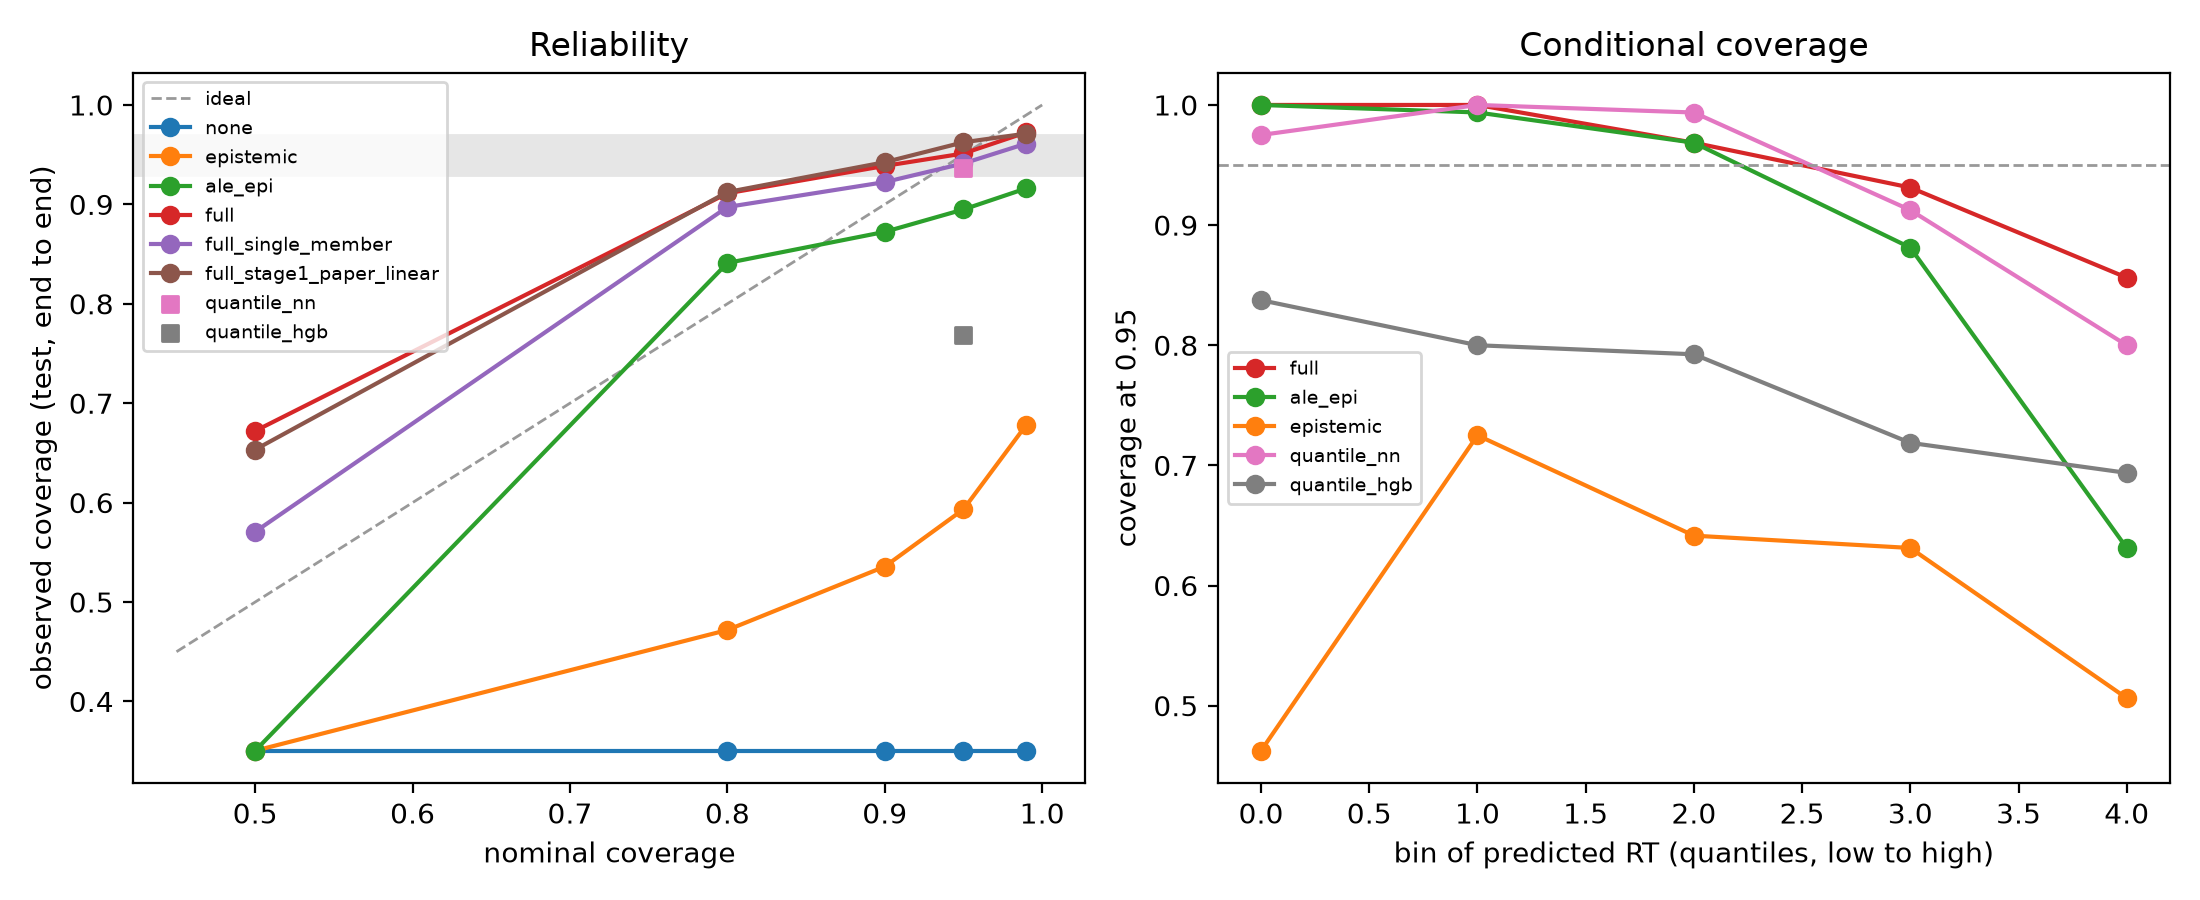 Reliability
observed coverage (test, end to end)
1.0
0.9
0.8
0.7
0.6
0.5
0.4
ideal
none
epistemic
ale_epi
full
full_single_member
full_stage1_paper_linear
quantile_nn
quantile_hgb
0.5
0.6
0.7
0.8
0.9
1.0
nominal coverage
Conditional coverage
coverage at 0.95
1.0
0.9
0.8
0.7
0.6
0.5
full
ale_epi
epistemic
quantile_nn
quantile_hgb
0.0
0.5
1.0
1.5
2.0
2.5
3.0
3.5
4.0
bin of predicted RT (quantiles, low to high)